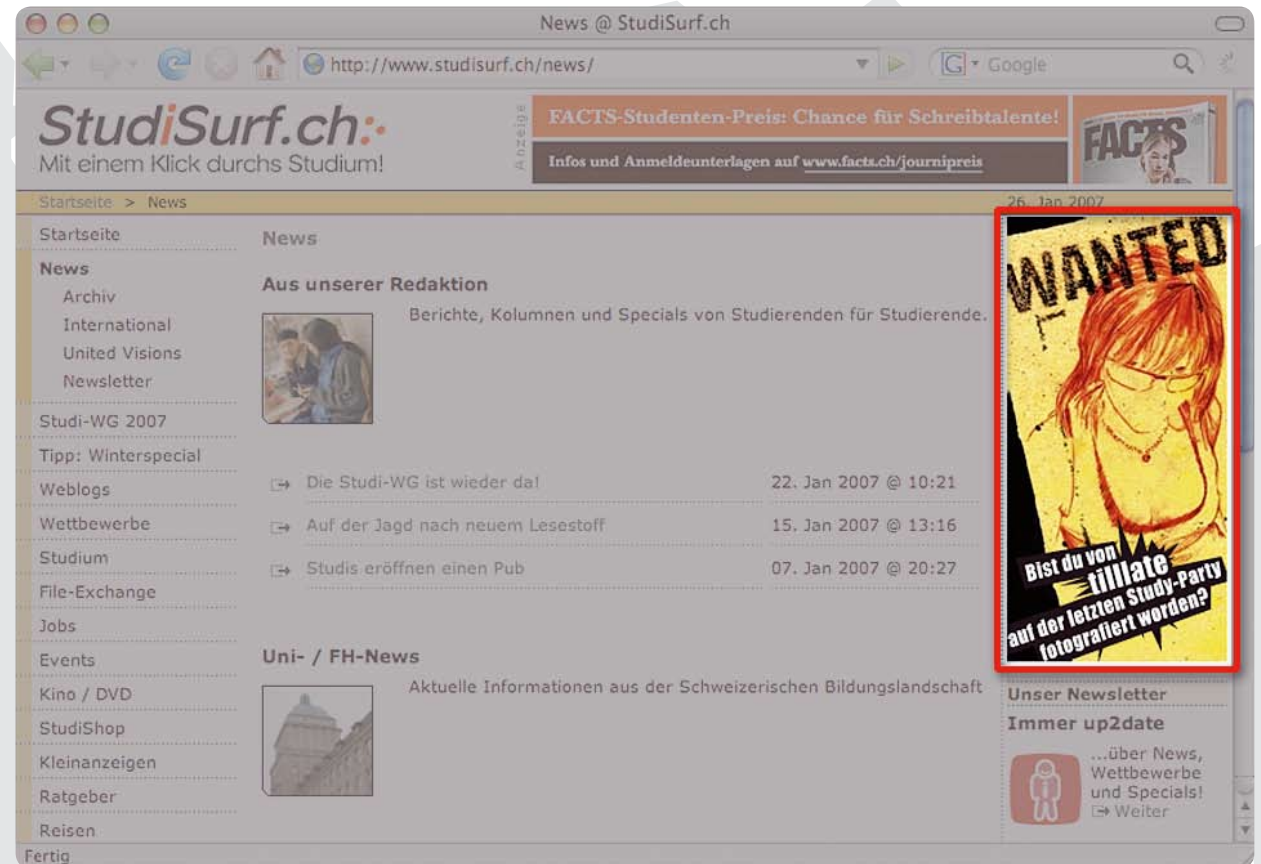 News @ StudiSurf.ch
http://www.studisurf.ch/news/
G Google
StudiSurf.ch
Mit einem Klick durchs Studium!
Anzeige
FACTS-Studenten-Preis: Chance für Schreibtalente!
Infos und Anmeldeunterlagen auf www.facts.ch/journipreis
FACTS
Startseite > News
26. Jan 2007
Startseite
News
Archiv
International
United Visions
Newsletter
Studi-WG 2007
Tipp: Winterspecial
Weblogs
Wettbewerbe
Studium
File-Exchange
Jobs
Events
Kino / DVD
StudiShop
Kleinanzeigen
Ratgeber
Reisen
News
Aus unserer Redaktion
Berichte, Kolumnen und Specials von Studierenden für Studierende.
Die Studi-WG ist wieder da! 22. Jan 2007 @ 10:21
Auf der Jagd nach neuem Lesestoff 15. Jan 2007 @ 13:16
Studis eröffnen einen Pub 07. Jan 2007 @ 20:27
Uni- / FH-News
Aktuelle Informationen aus der Schweizerischen Bildungslandschaft
WANTED
Bist du von
tilllate
auf der letzten Study-Party
fotografiert worden?
Unser Newsletter
Immer up2date
...über News,
Wettbewerbe
und Specials!
Weiter
Fertig